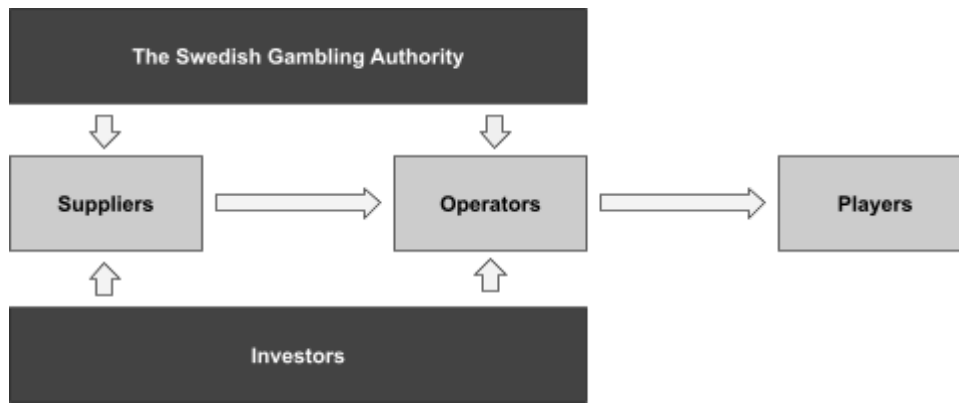 The Swedish Gambling Authority
Suppliers
Operators
Players
Investors